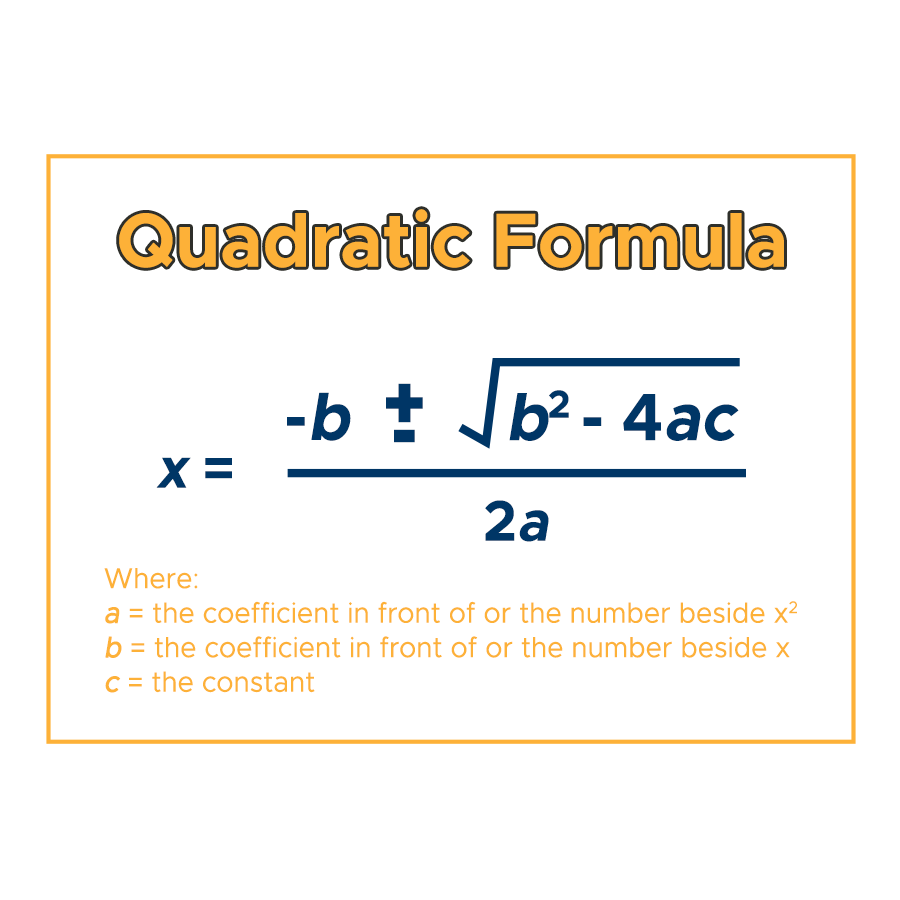 Quadratic Formula
x = -b ± √b² - 4ac
2a
Where:
a = the coefficient in front of or the number beside x²
b = the coefficient in front of or the number beside x
c = the constant